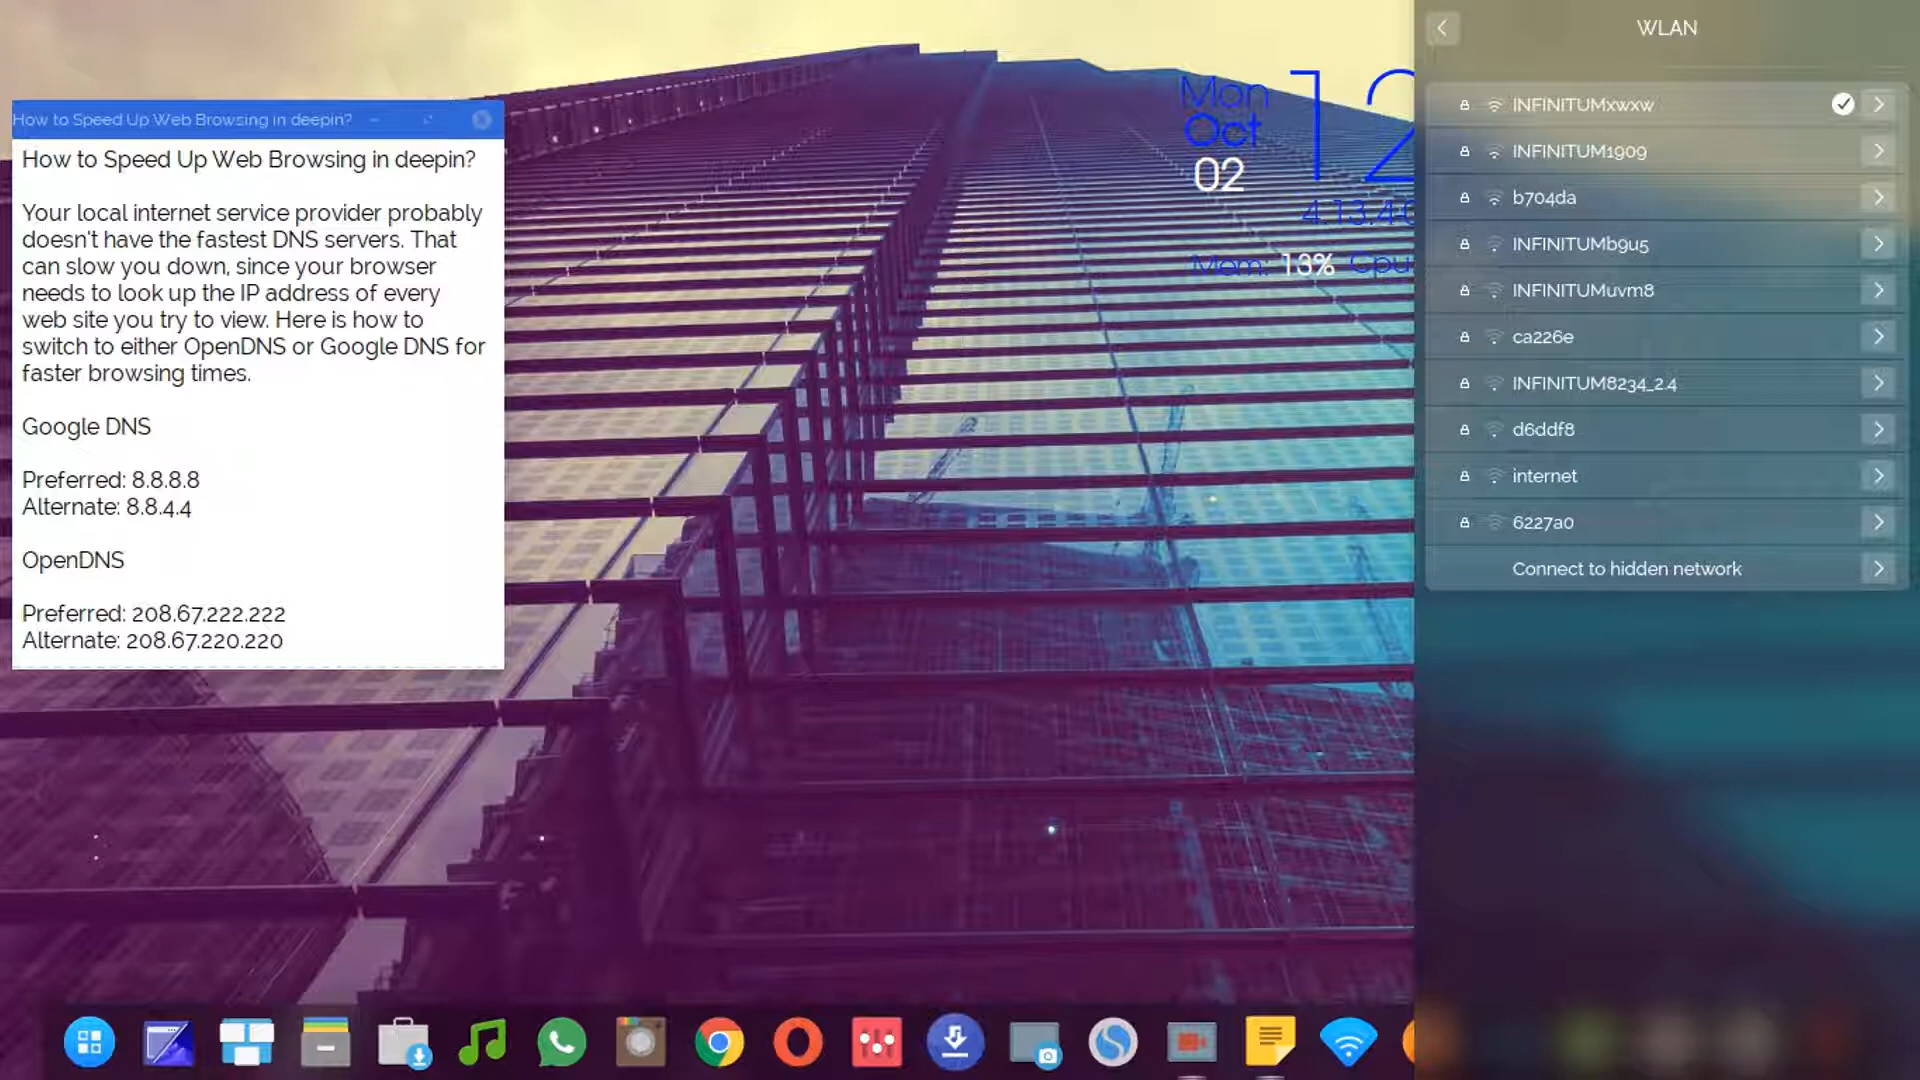 How to Speed Up Web Browsing in deepin?
How to Speed Up Web Browsing in deepin?
Your local internet service provider probably
doesn't have the fastest DNS servers. That
can slow you down, since your browser
needs to look up the IP address of every
web site you try to view. Here is how to
switch to either OpenDNS or Google DNS for
faster browsing times.
Google DNS
Preferred: 8.8.8.8
Alternate: 8.8.4.4
OpenDNS
Preferred: 208.67.222.222
Alternate: 208.67.220.220
Mon
Oct
02
12
4.13.4-
Mem: 13% Cpu
WLAN
INFINITUMxwxw
INFINITUM1909
b704da
INFINITUMb9u5
INFINITUMuvm8
ca226e
INFINITUM8234_2.4
d6ddf8
internet
6227a0
Connect to hidden network